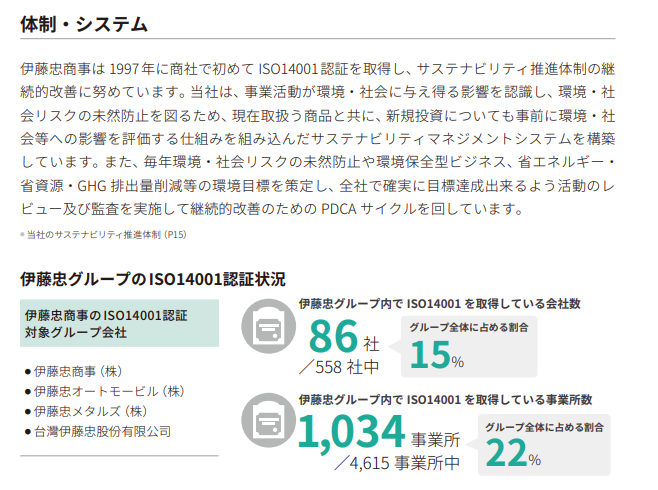 体制・システム
伊藤忠商事は 1997年に商社で初めて ISO14001認証を取得し、サステナビリティ推進体制の継
続的改善に努めています。当社は、事業活動が環境・社会に与え得る影響を認識し、環境・社
会リスクの未然防止を図るため、現在取扱う商品と共に、新規投資についても事前に環境・社
会等への影響を評価する仕組みを組み込んだサステナビリティマネジメントシステムを構築
しています。また、毎年環境・社会リスクの未然防止や環境保全型ビジネス、省エネルギー・
省資源・GHG 排出量削減等の環境目標を策定し、全社で確実に目標達成出来るよう活動のレ
ビュー及び監査を実施して継続的改善のための PDCA サイクルを回しています。
※ 当社のサステナビリティ推進体制（P15）
伊藤忠グループのISO14001認証状況
伊藤忠商事のISO14001認証
対象グループ会社
● 伊藤忠商事（株）
● 伊藤忠オートモービル（株）
● 伊藤忠メタルズ（株）
● 台灣伊藤忠股份有限公司
伊藤忠グループ内で ISO14001 を取得している会社数
86 社
／558 社中
グループ全体に占める割合
15%
伊藤忠グループ内で ISO14001 を取得している事業所数
1,034 事業所
／4,615 事業所中
グループ全体に占める割合
22%